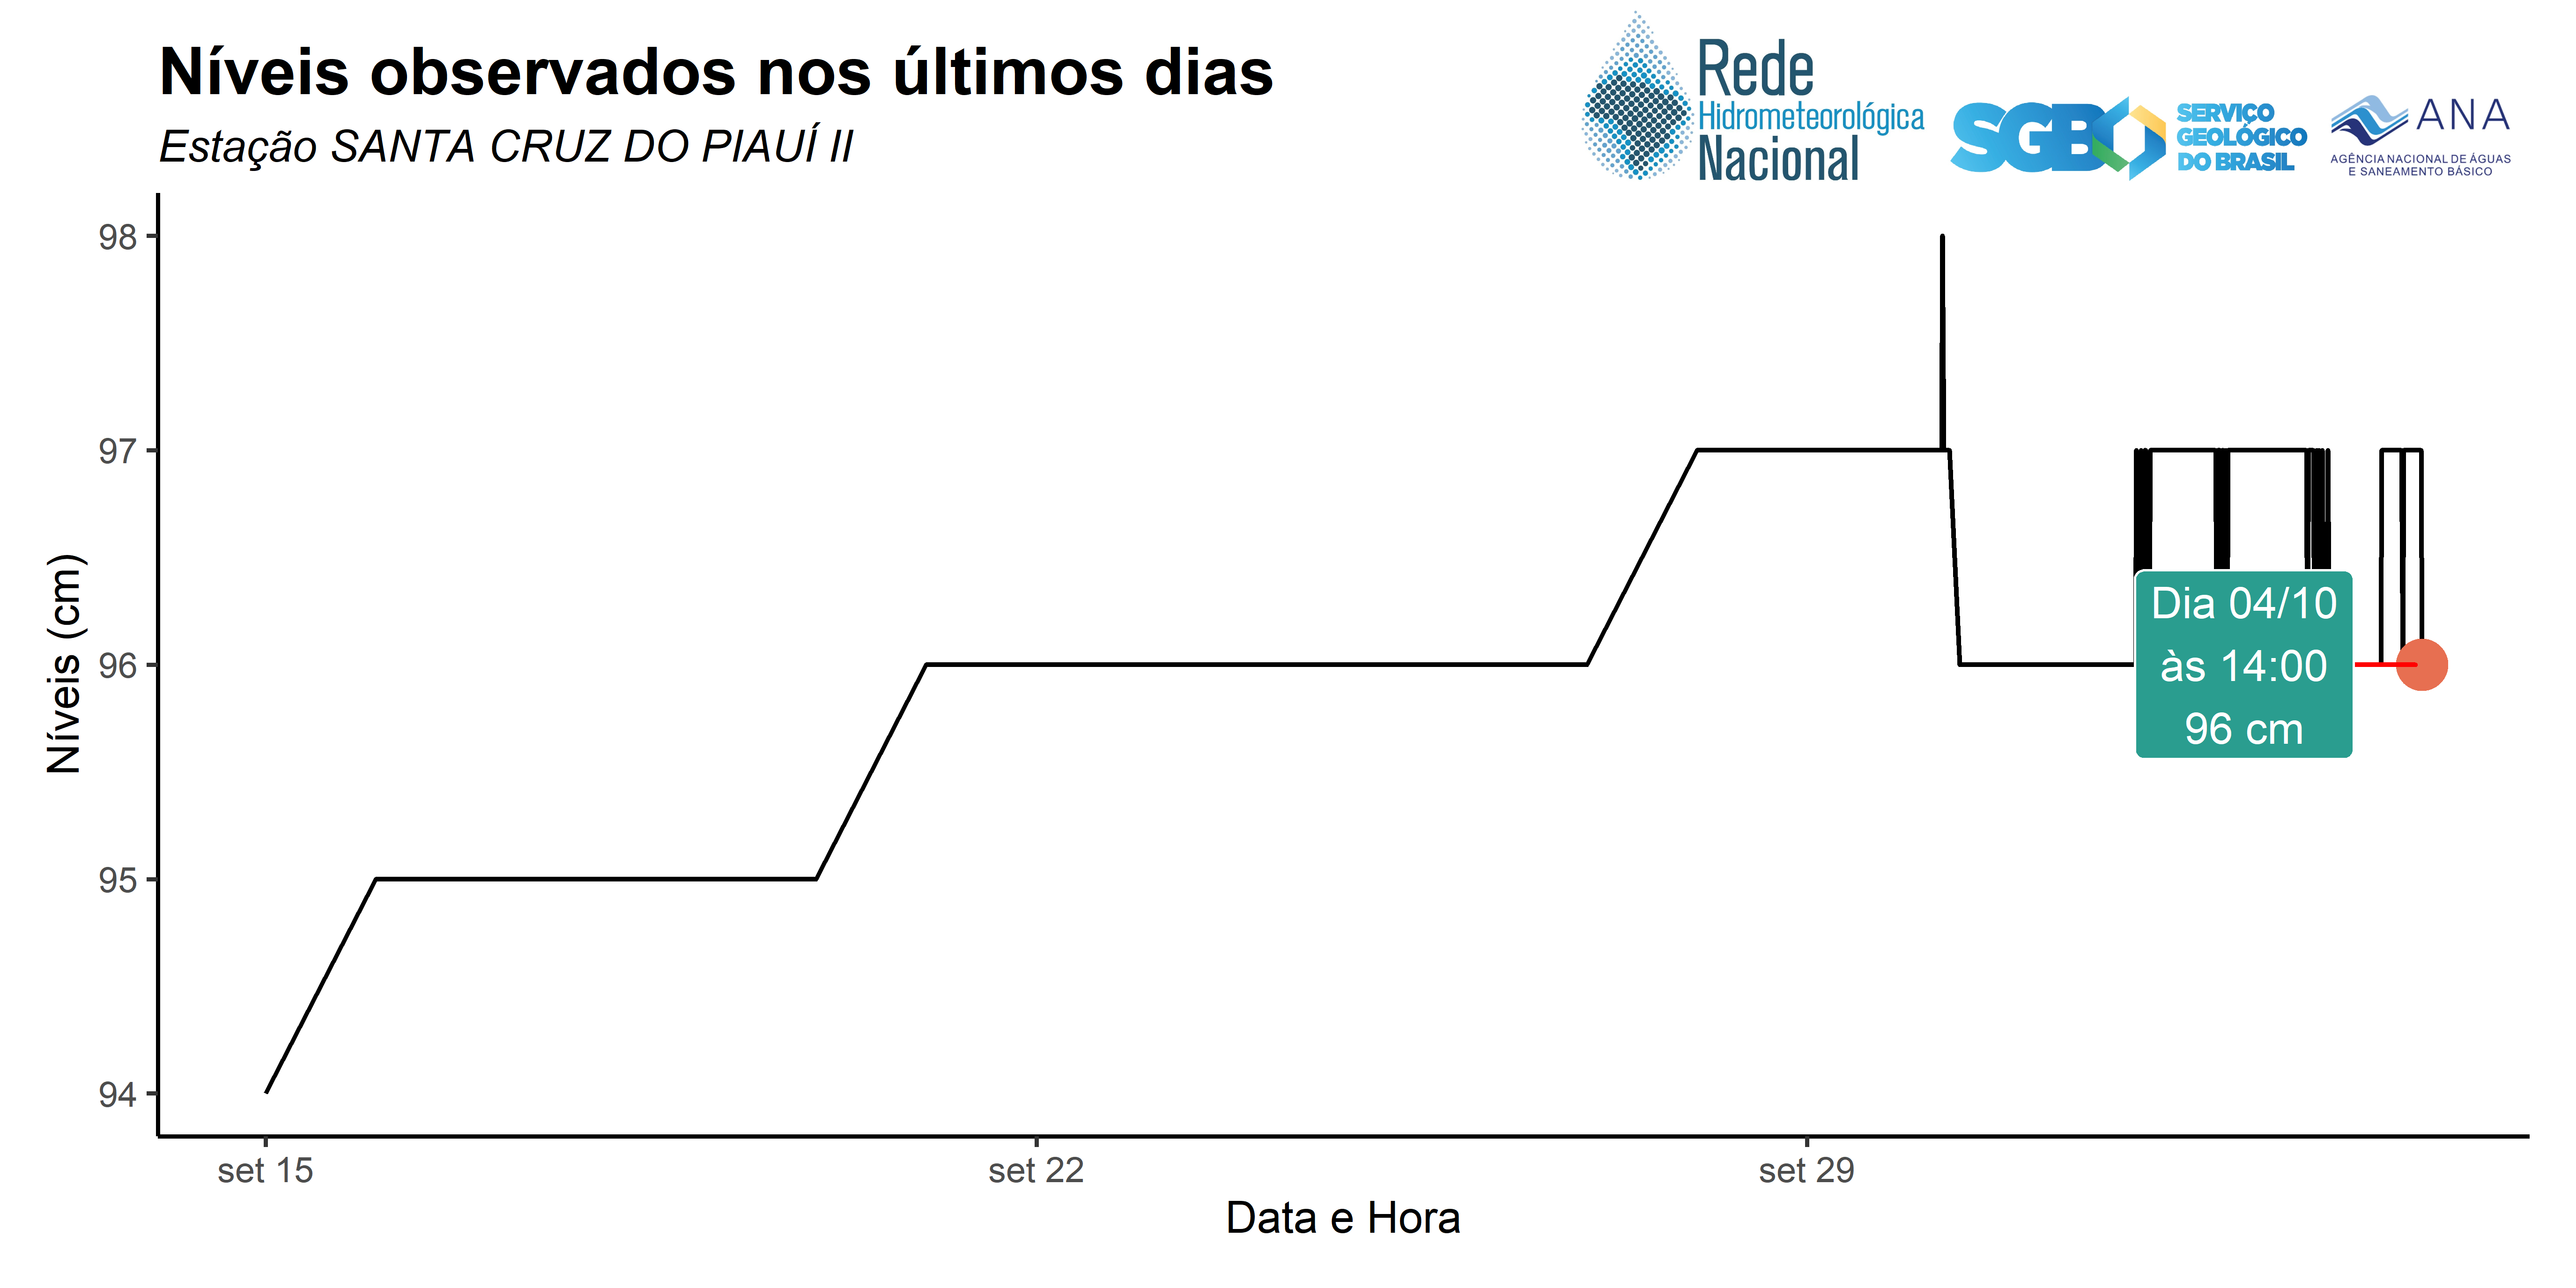 Níveis observados nos últimos dias
Estação SANTA CRUZ DO PIAUÍ II
Rede
Hidrometeorológica
Nacional
SGB
SERVIÇO
GEOLÓGICO
DO BRASIL
ANA
AGÊNCIA NACIONAL DE ÁGUAS
E SANEAMENTO BÁSICO
Níveis (cm)
98
97
96
95
94
Dia 04/10
às 14:00
96 cm
set 15
set 22
set 29
Data e Hora